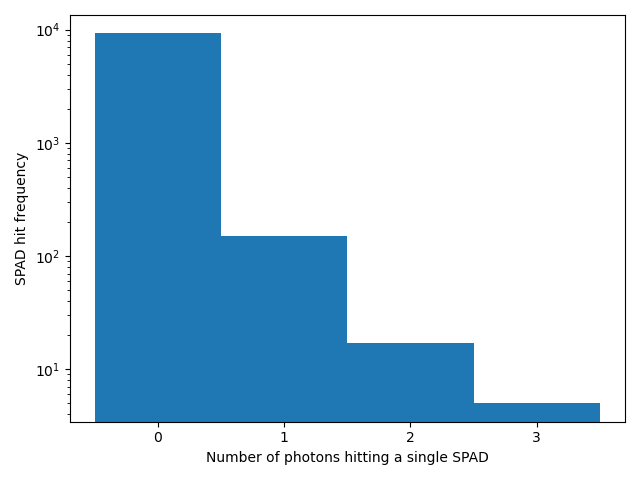 10⁴
10³
10²
10¹
SPAD hit frequency
0 1 2 3
Number of photons hitting a single SPAD